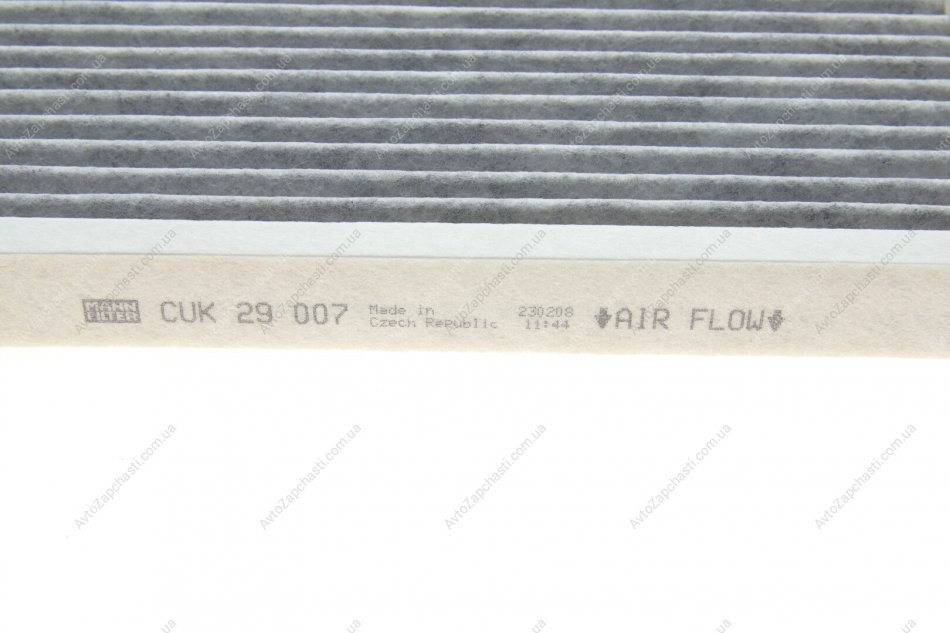 MANN
FILTER
CUK 29 007
Made in
Czech Republic
230208
11:44
AIR FLOW
AvtoZapchasti.com.ua